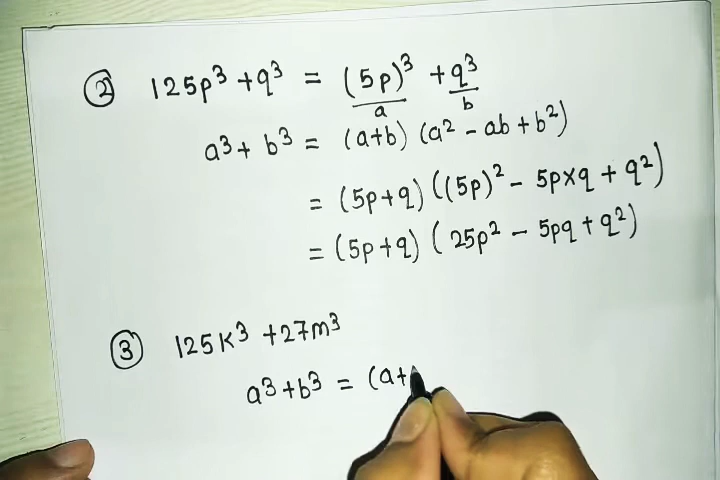 ② 125p³ + q³ = (5p)³ + q³
a b
a³ + b³ = (a+b) (a² - ab + b²)
= (5p+q) ((5p)² - 5p×q + q²)
= (5p+q) (25p² - 5pq + q²)
③ 125k³ + 27m³
a³ + b³ = (a+